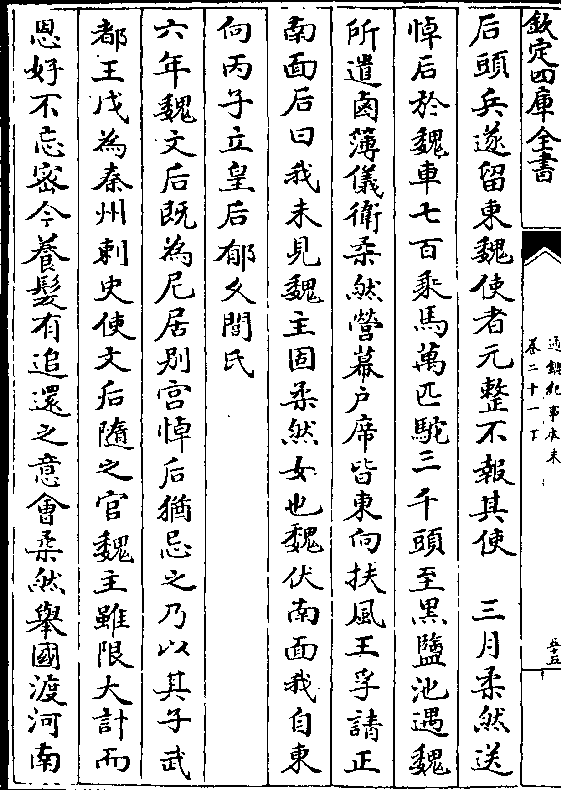 欽定四庫全書
通鑑紀事本末
卷二十一下
五十五
后頭兵遂留東魏使者元整不報其使　三月柔然送
悼后於魏車七百乘馬萬匹駝三千頭至黒鹽池遇魏
所遣鹵簿儀衛柔然營幕户席皆東向扶風王孚請正
南面后曰我未見魏主固柔然女也魏仗南面我自東
向丙子立皇后郁久閭氏
六年魏文后既為尼居别宫悼后猶忌之乃以其子武
都王戊為秦州刺史使文后隨之官魏主雖限大計而
恩好不忘密令養髮有追還之意會柔然舉國渡河南